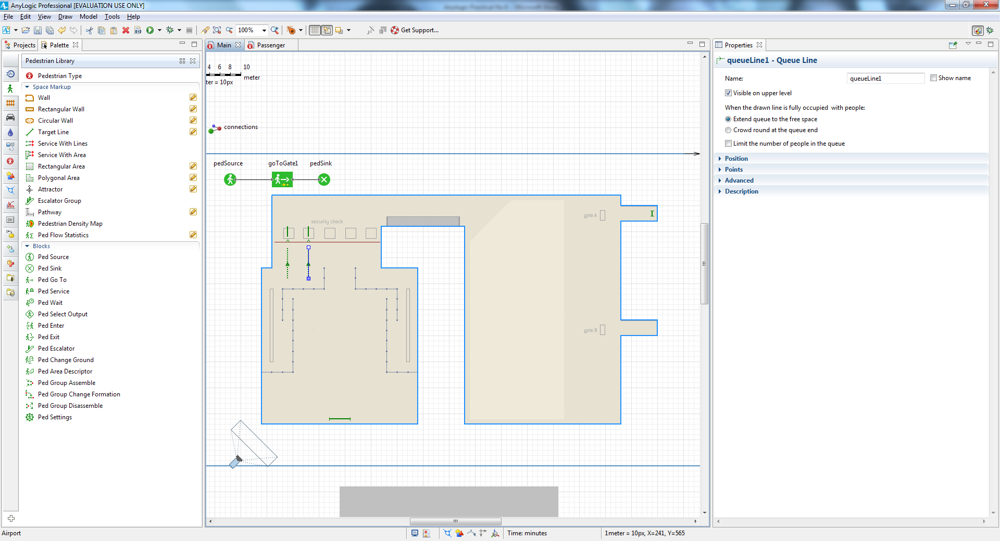 AnyLogic Professional [EVALUATION USE ONLY]
File Edit View Draw Model Tools Help
100%
Get Support...
Projects
Palette
Pedestrian Library
Pedestrian Type
Space Markup
Wall
Rectangular Wall
Circular Wall
Target Line
Service With Lines
Service With Area
Rectangular Area
Polygonal Area
Attractor
Escalator Group
Pathway
Pedestrian Density Map
Ped Flow Statistics
Blocks
Ped Source
Ped Sink
Ped Go To
Ped Service
Ped Wait
Ped Select Output
Ped Enter
Ped Exit
Ped Escalator
Ped Change Ground
Ped Area Descriptor
Ped Group Assemble
Ped Group Change Formation
Ped Group Disassemble
Ped Settings
Main
Passenger
4 6 8 10
meter
ter = 10px
connections
pedSource goToGate1 pedSink
security check
gate A
gate B
Properties
queueLine1 - Queue Line
Name: queueLine1 Show name
Visible on upper level
When the drawn line is fully occupied with people:
Extend queue to the free space
Crowd round at the queue end
Limit the number of people in the queue
Position
Points
Advanced
Description
Airport
Time: minutes
1meter = 10px, X=241, Y=565